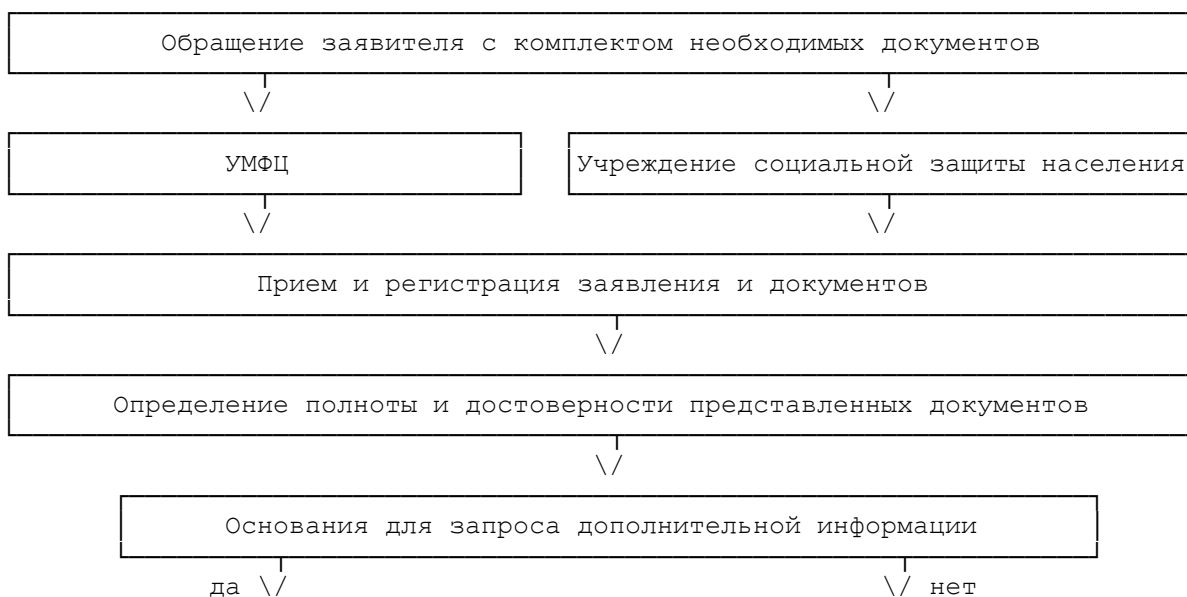 Обращение заявителя с комплектом необходимых документов
УМФЦ
Учреждение социальной защиты населения
Прием и регистрация заявления и документов
Определение полноты и достоверности представленных документов
Основания для запроса дополнительной информации
да \/ \/ нет